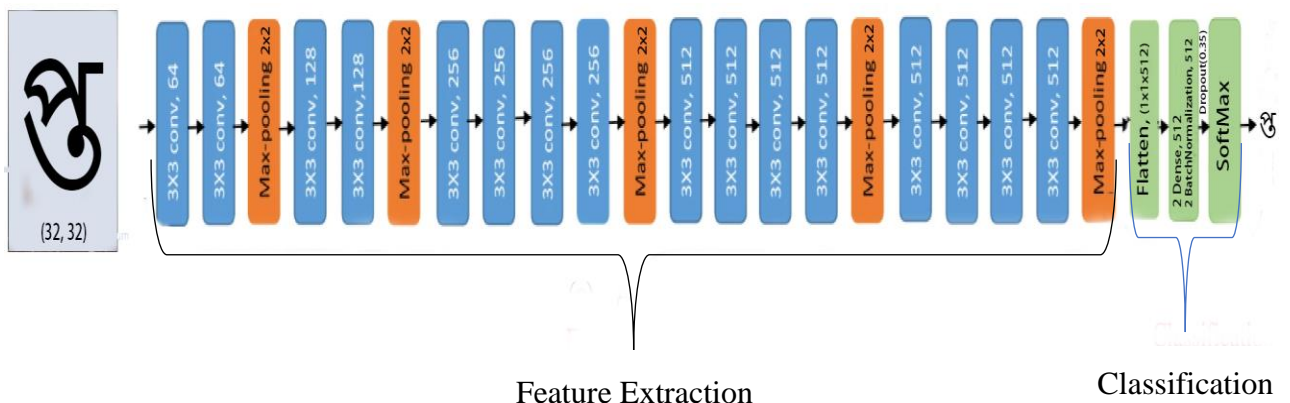 প্ত
(32, 32)
3X3 conv, 64
3X3 conv, 64
Max-pooling 2x2
3X3 conv, 128
3X3 conv,128
Max-pooling 2x2
3X3 conv, 256
3X3 conv, 256
3X3 conv, 256
3X3 conv, 256
Max-pooling 2x2
3X3 conv, 512
3X3 conv, 512
3X3 conv, 512
3X3 conv, 512
Max-pooling 2x2
3X3 conv, 512
3X3 conv, 512
3X3 conv, 512
3X3 conv, 512
Max-pooling2x2
Flatten, (1x1x512)
2 Dense, 512
2 BatchNormalization, 512
Dropout(0.35)
SoftMax
প্ত
Feature Extraction
Classification